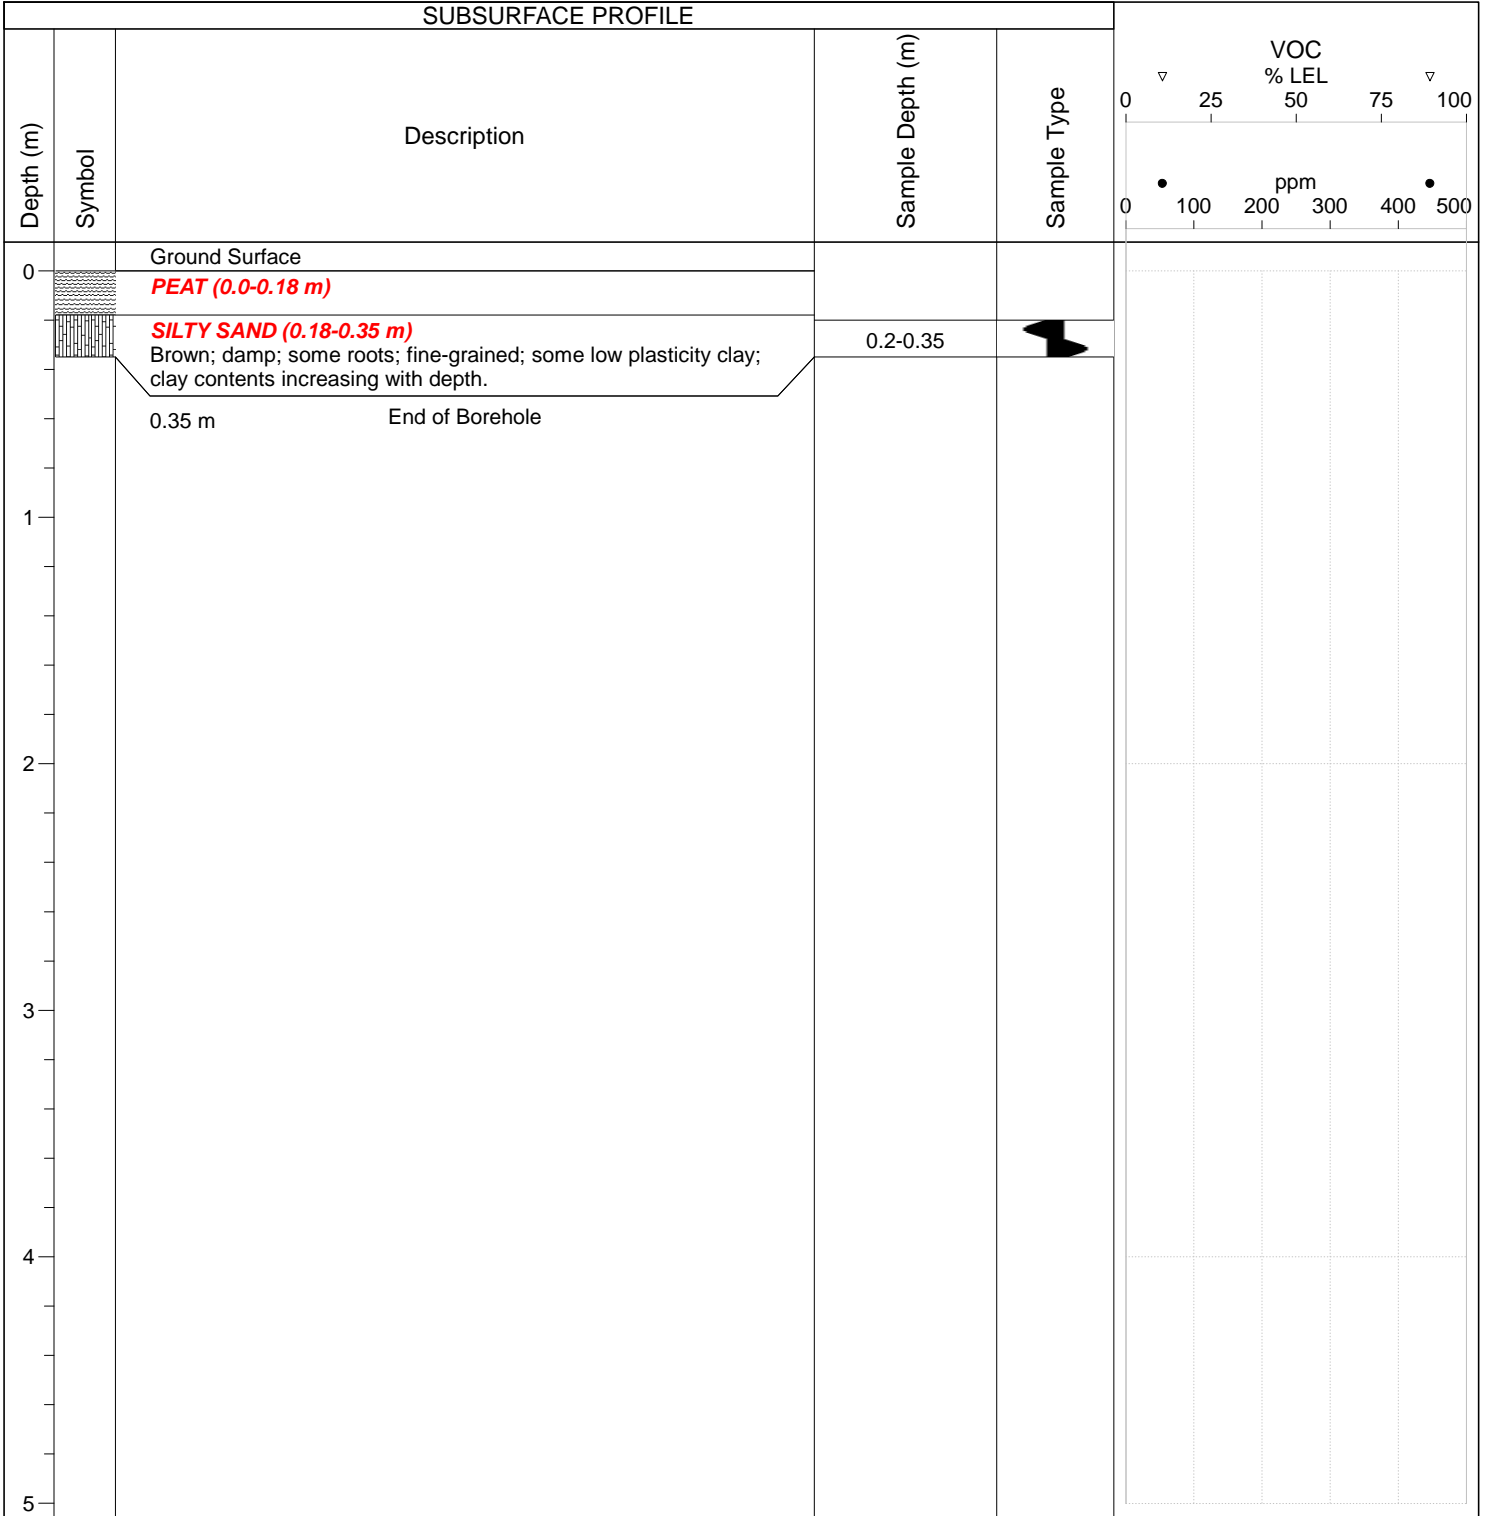 SUBSURFACE PROFILE
Depth (m)
Symbol
Description
Sample Depth (m)
Sample Type
VOC
% LEL
0 25 50 75 100
ppm
0 100 200 300 400 500
Ground Surface
0
PEAT (0.0-0.18 m)
SILTY SAND (0.18-0.35 m)
Brown; damp; some roots; fine-grained; some low plasticity clay;
clay contents increasing with depth.
0.2-0.35
0.35 m End of Borehole
1
2
3
4
5